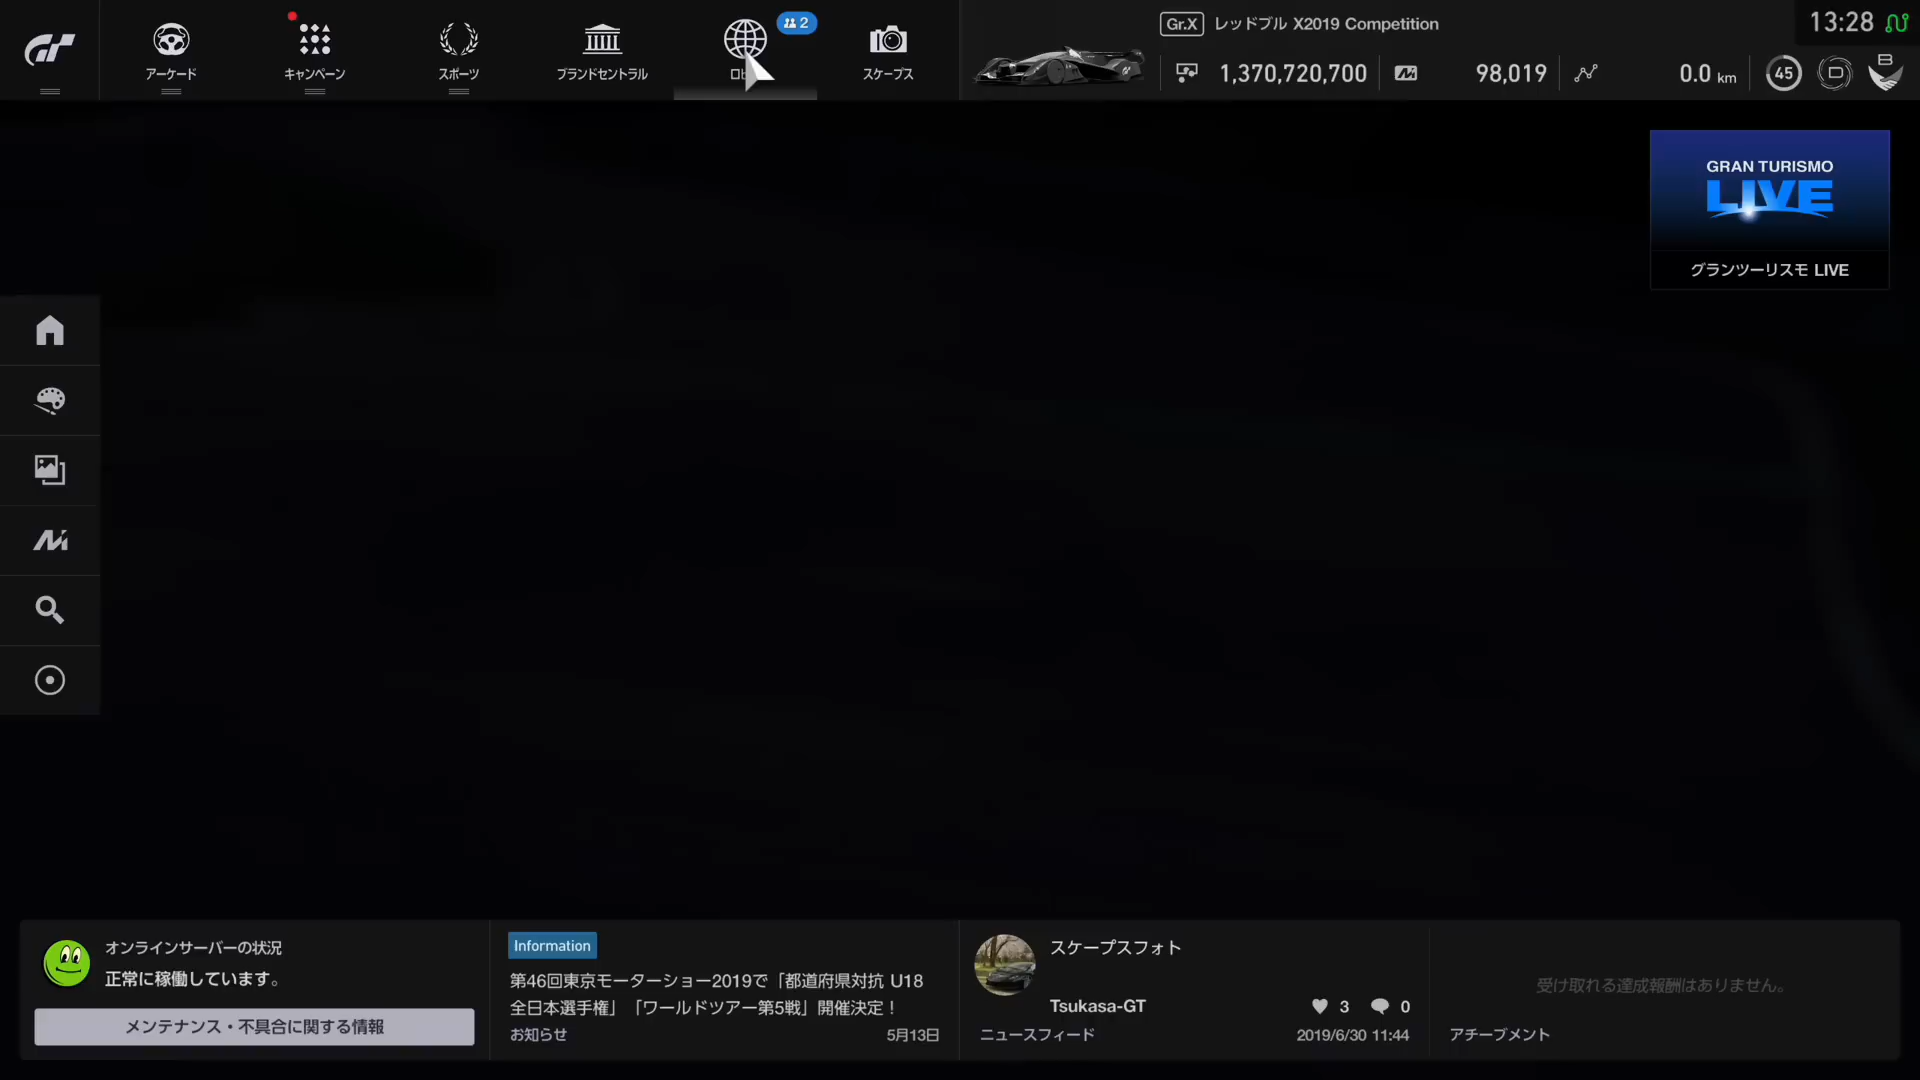 アーケード
キャンペーン
スポーツ
ブランドセントラル
2
スケープス
Gr.X レッドブル X2019 Competition
1,370,720,700
98,019
0.0 km
45
B
13:28
GRAN TURISMO
LIVE
グランツーリスモ LIVE
オンラインサーバーの状況
正常に稼働しています。
メンテナンス・不具合に関する情報
Information
第46回東京モーターショー2019で「都道府県対抗 U18
全日本選手権」「ワールドツアー第5戦」開催決定！
お知らせ
5月13日
スケープスフォト
Tsukasa-GT
3
0
ニュースフィード
2019/6/30 11:44
受け取れる達成報酬はありません。
アチーブメント